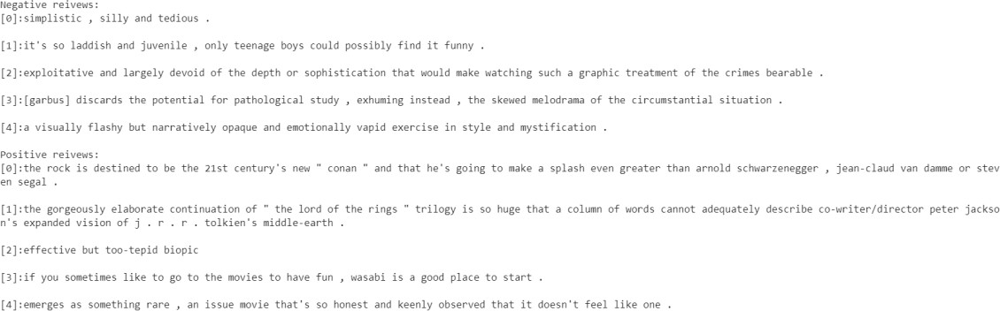 Negative reivews:
[0]:simplistic , silly and tedious .
[1]:it's so laddish and juvenile , only teenage boys could possibly find it funny .
[2]:exploitative and largely devoid of the depth or sophistication that would make watching such a graphic treatment of the crimes bearable .
[3]:[garbus] discards the potential for pathological study , exhuming instead , the skewed melodrama of the circumstantial situation .
[4]:a visually flashy but narratively opaque and emotionally vapid exercise in style and mystification .
Positive reivews:
[0]:the rock is destined to be the 21st century's new " conan " and that he's going to make a splash even greater than arnold schwarzenegger , jean-claud van damme or stev
en segal .
[1]:the gorgeously elaborate continuation of " the lord of the rings " trilogy is so huge that a column of words cannot adequately describe co-writer/director peter jackso
n's expanded vision of j . r . r . tolkien's middle-earth .
[2]:effective but too-tepid biopic
[3]:if you sometimes like to go to the movies to have fun , wasabi is a good place to start .
[4]:emerges as something rare , an issue movie that's so honest and keenly observed that it doesn't feel like one .